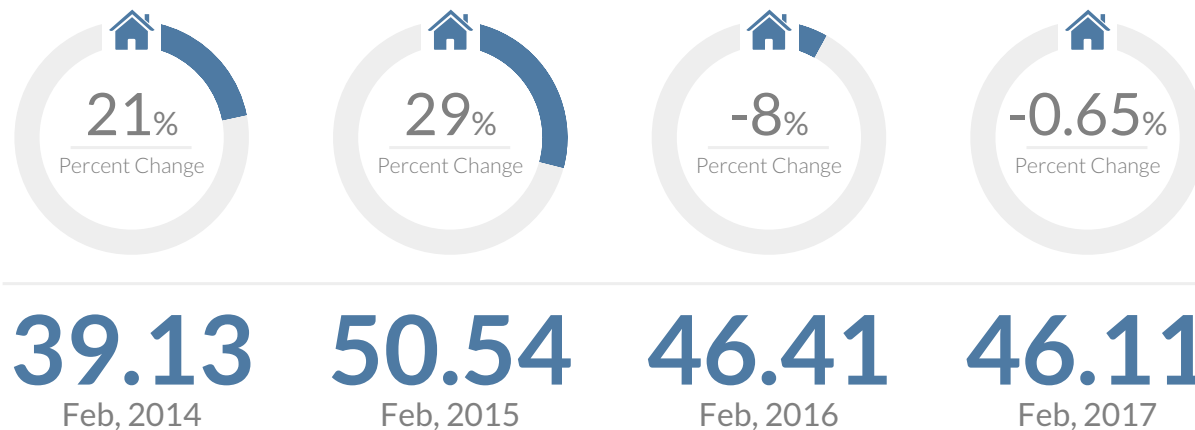 21%
Percent Change
29%
Percent Change
-8%
Percent Change
-0.65%
Percent Change
39.13
Feb, 2014
50.54
Feb, 2015
46.41
Feb, 2016
46.11
Feb, 2017